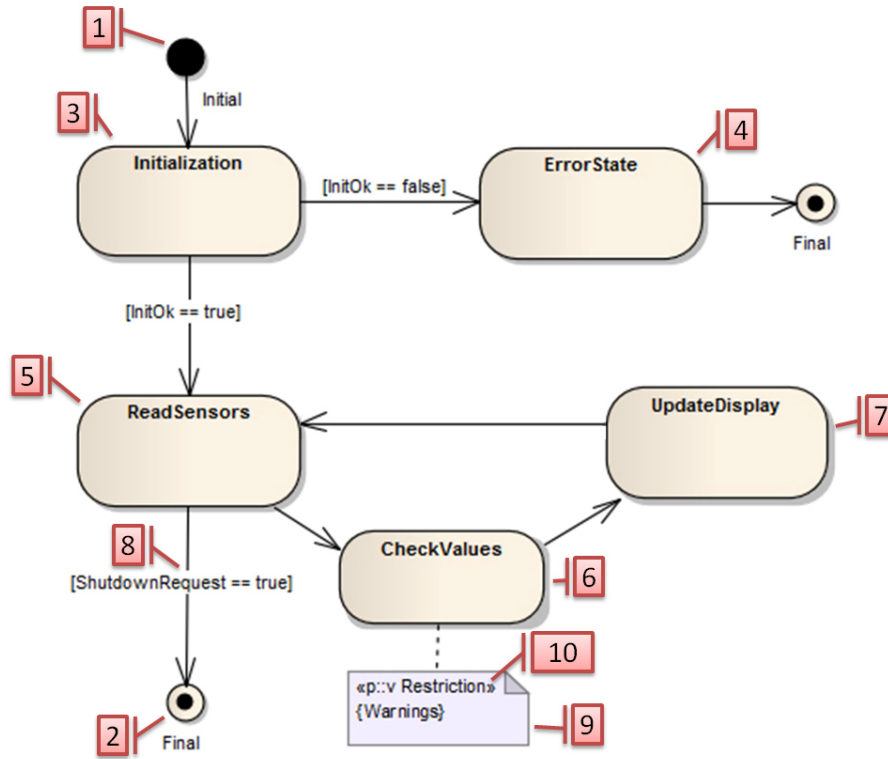 1
Initial
3
4
Initialization
ErrorState
[InitOk == false]
Final
[InitOk == true]
5
ReadSensors
UpdateDisplay
7
8
CheckValues
6
[ShutdownRequest == true]
10
«p::v Restriction»
{Warnings}
9
2
Final